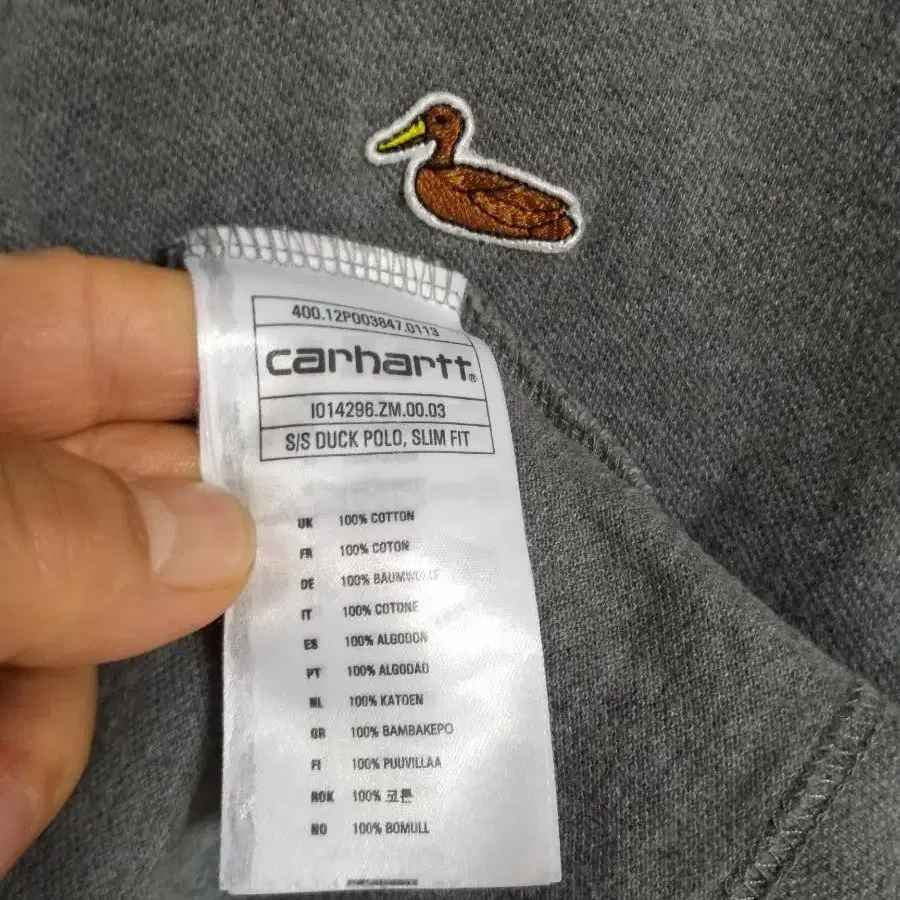 400.12P003847.0113
carhartt®
I014296.ZM.00.03
S/S DUCK POLO, SLIM FIT
UK 100% COTTON
FR 100% COTON
DE 100% BAUMWOLLE
IT 100% COTONE
ES 100% ALGODON
PT 100% ALGODAO
NL 100% KATOEN
GR 100% BAMBAKEPO
FI 100% PUUVILLAA
ROK 100% 코튼
NO 100% BOMULL